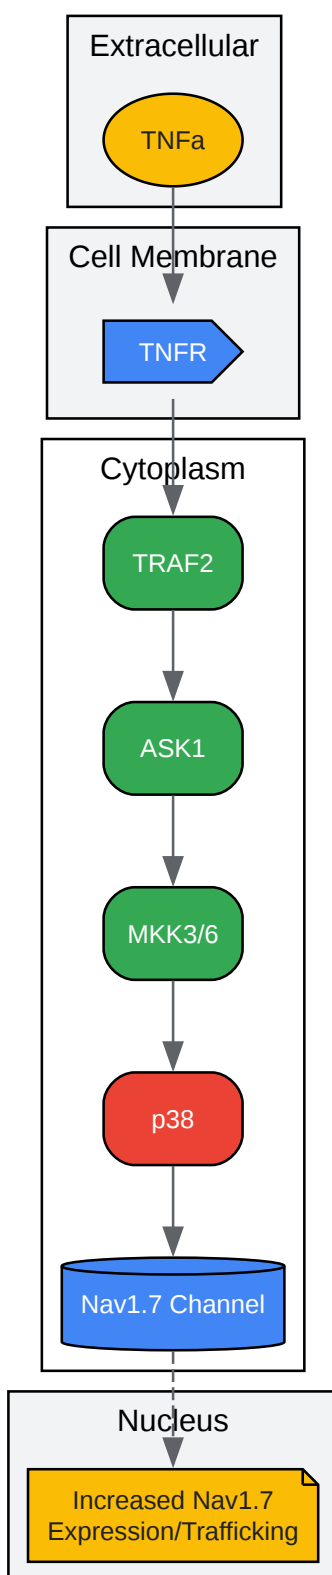 Extracellular
TNFa
Cell Membrane
TNFR
Cytoplasm
TRAF2
ASK1
MKK3/6
p38
Nav1.7 Channel
Nucleus
Increased Nav1.7
Expression/Trafficking